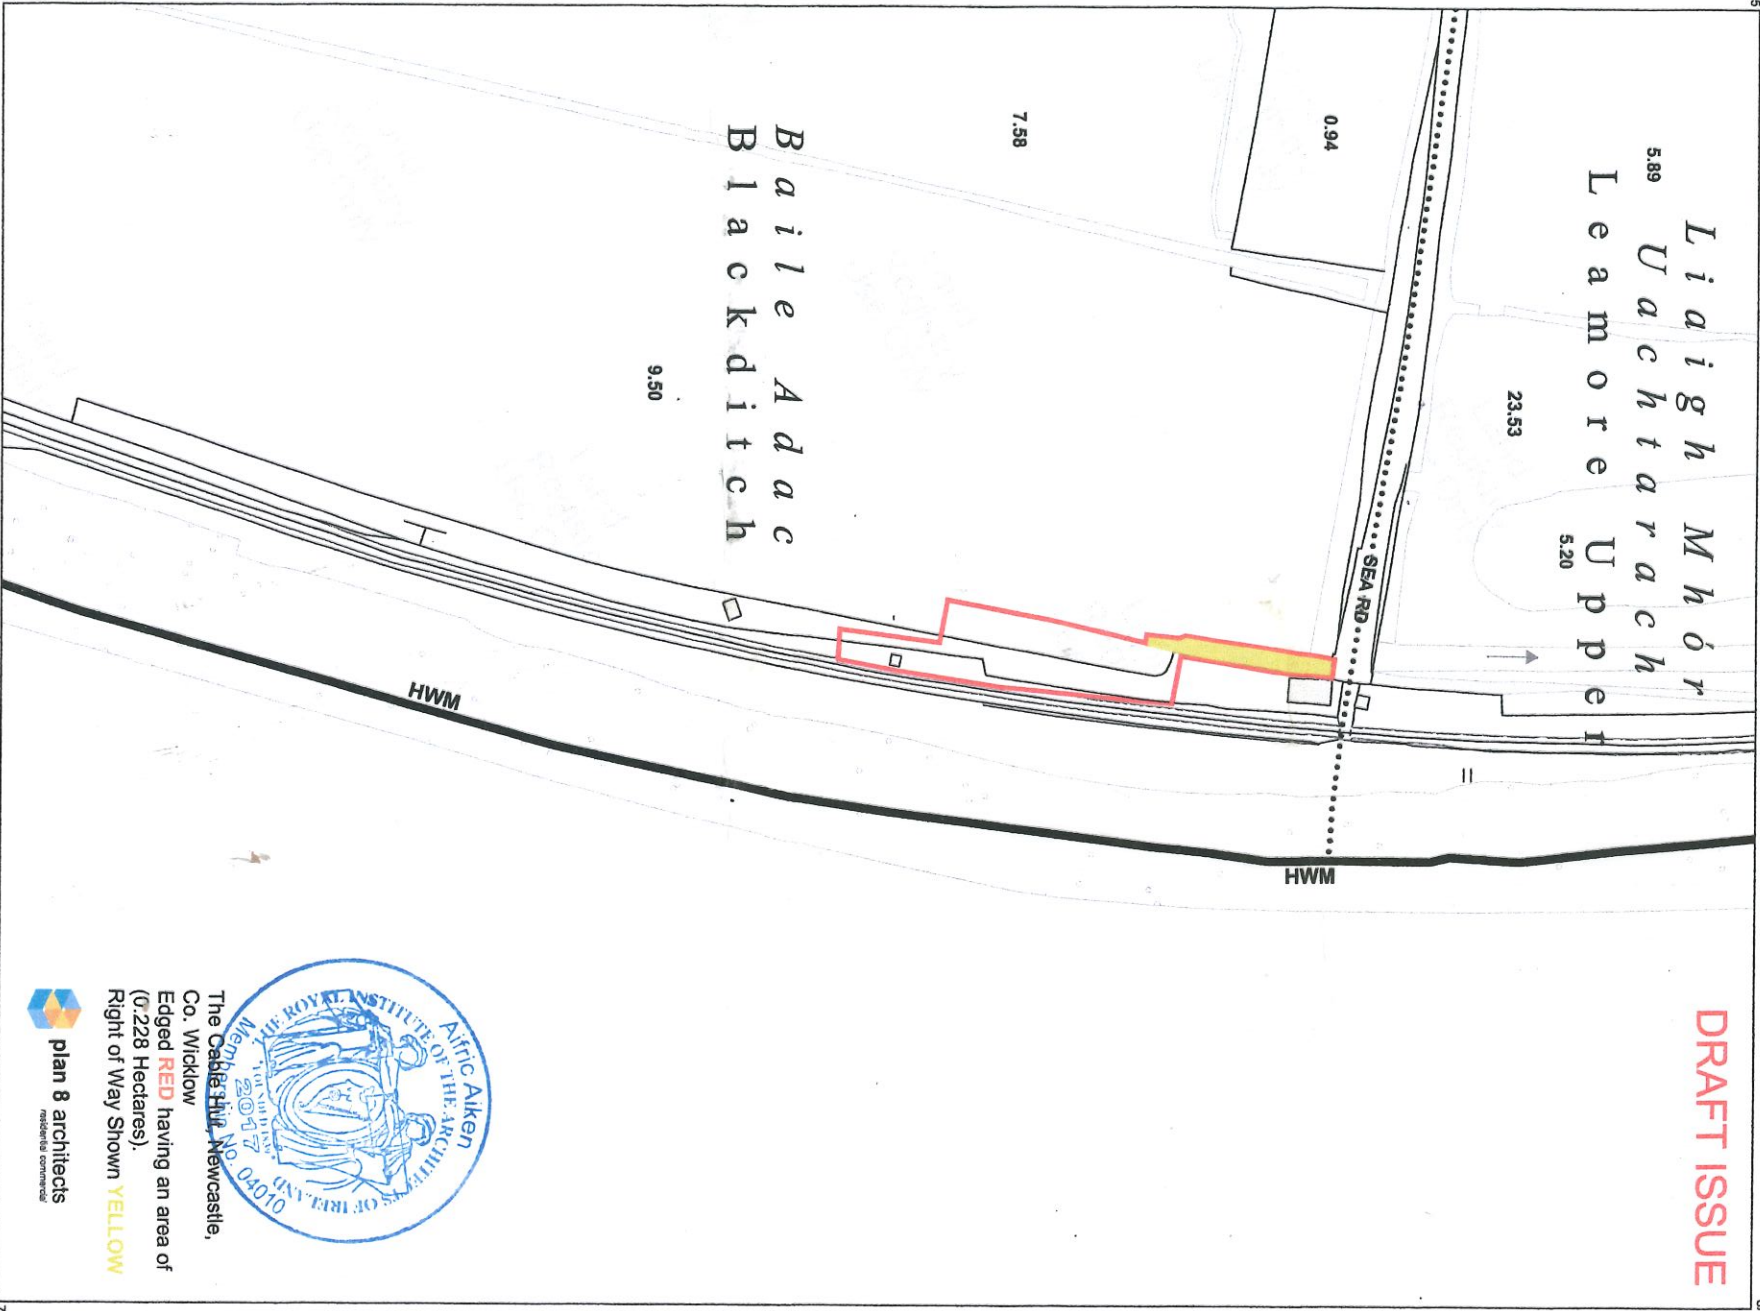 DRAFT ISSUE
Liaigh Mhór
Uachtarach
5.89
Leamore Upper
5.20
23.53
0.94
SEA RD
7.58
Baile Adac
Blackditch
9.50
HWM
HWM
Aifric Aiken
THE ROYAL INSTITUTE OF THE ARCHITECTS OF IRELAND
2017
Membership No. 04010
The Cable Hut, Newcastle,
Co. Wicklow
Edged RED having an area of
(0.228 Hectares).
Right of Way Shown YELLOW
plan 8 architects
residential commercial